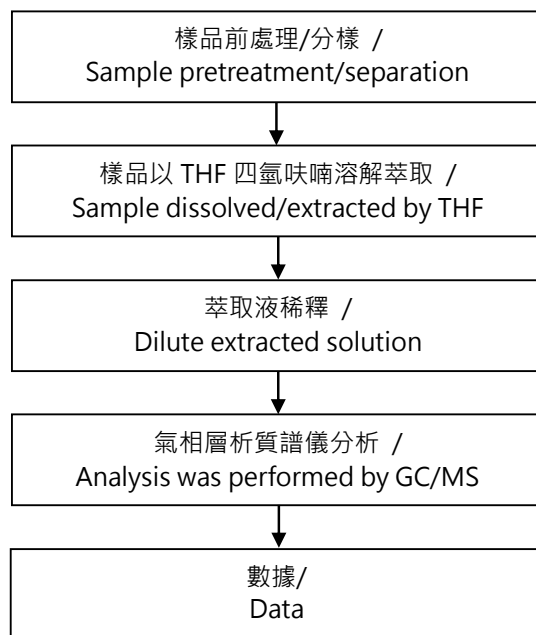 樣品前處理/分樣 /
Sample pretreatment/separation
樣品以 THF 四氫呋喃溶解萃取 /
Sample dissolved/extracted by THF
萃取液稀釋 /
Dilute extracted solution
氣相層析質譜儀分析 /
Analysis was performed by GC/MS
數據/
Data